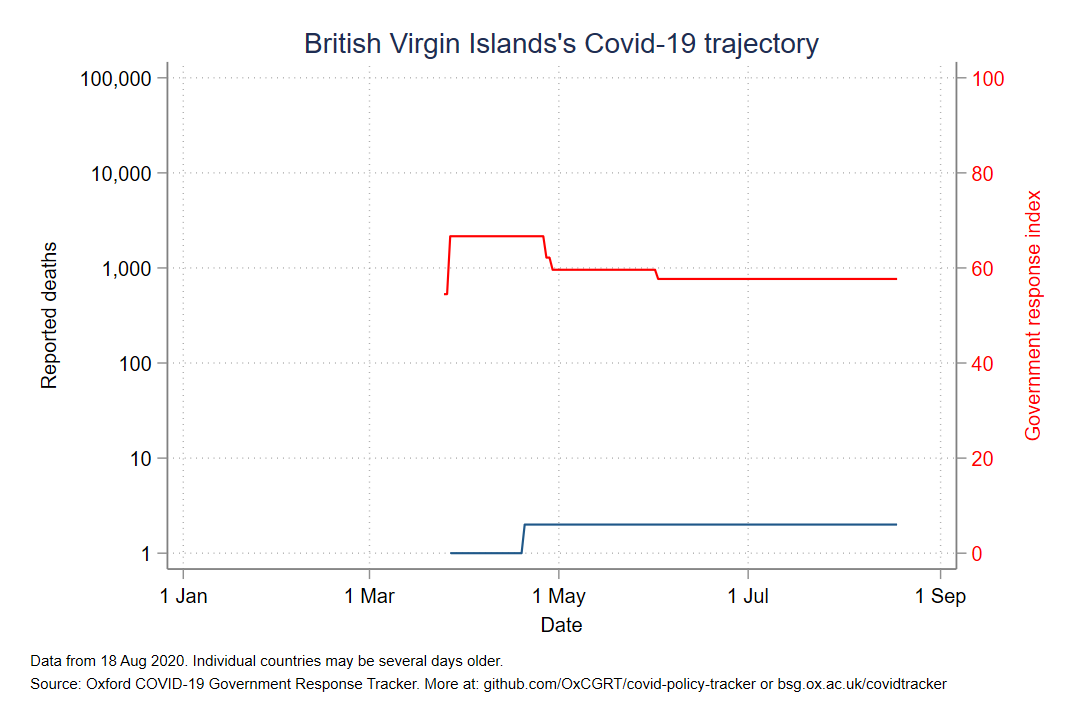 British Virgin Islands's Covid-19 trajectory
100,000
10,000
1,000
100
10
1
Reported deaths
100
80
60
40
20
0
Government response index
1 Jan
1 Mar
1 May
1 Jul
1 Sep
Date
Data from 18 Aug 2020. Individual countries may be several days older.
Source: Oxford COVID-19 Government Response Tracker. More at: github.com/OxCGRT/covid-policy-tracker or bsg.ox.ac.uk/covidtracker